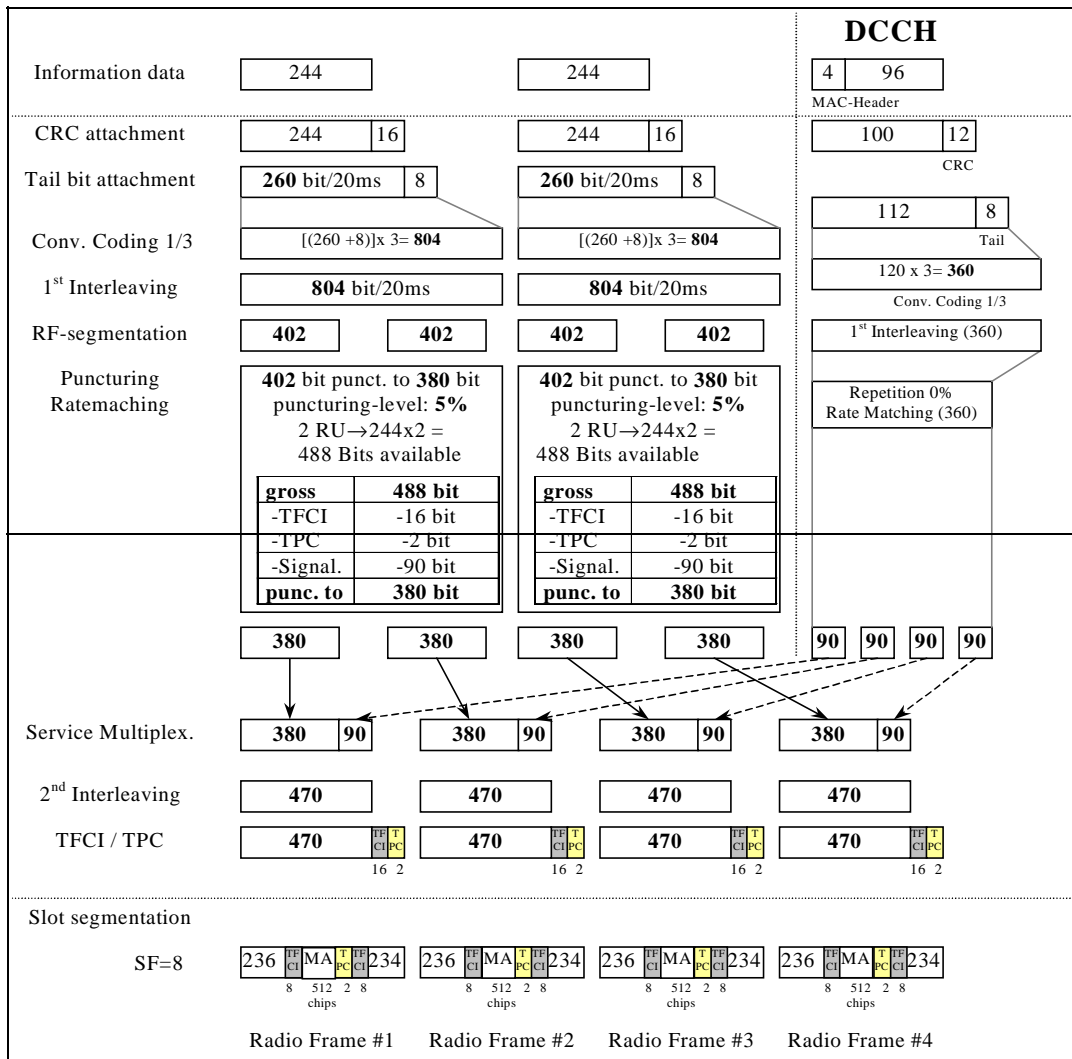 DCCH
Information data 244 244 4 96
MAC-Header
CRC attachment 244 16 244 16 100 12
CRC
Tail bit attachment 260 bit/20ms 8 260 bit/20ms 8
112 8
Tail
Conv. Coding 1/3 [(260 +8)]x 3= 804 [(260 +8)]x 3= 804
120 x 3= 360
Conv. Coding 1/3
1st Interleaving 804 bit/20ms 804 bit/20ms
RF-segmentation 402 402 402 402 1st Interleaving (360)
Puncturing
Ratemaching
402 bit punct. to 380 bit
puncturing-level: 5%
2 RU→244x2 =
488 Bits available
gross 488 bit
-TFCI -16 bit
-TPC -2 bit
-Signal. -90 bit
punc. to 380 bit
402 bit punct. to 380 bit
puncturing-level: 5%
2 RU→244x2 =
488 Bits available
gross 488 bit
-TFCI -16 bit
-TPC -2 bit
-Signal. -90 bit
punc. to 380 bit
Repetition 0%
Rate Matching (360)
380 380 380 380 90 90 90 90
Service Multiplex. 380 90 380 90 380 90 380 90
2nd Interleaving 470 470 470 470
TFCI / TPC 470 TF CI T PC 470 TF CI T PC 470 TF CI T PC 470 TF CI T PC
16 2 16 2 16 2 16 2
Slot segmentation
SF=8 236 TF CI MA T PC TF CI 234 236 TF CI MA T PC TF CI 234 236 TF CI MA T PC TF CI 234 236 TF CI MA T PC TF CI 234
8 512 2 8 8 512 2 8 8 512 2 8 8 512 2 8
chips chips chips chips
Radio Frame #1 Radio Frame #2 Radio Frame #3 Radio Frame #4